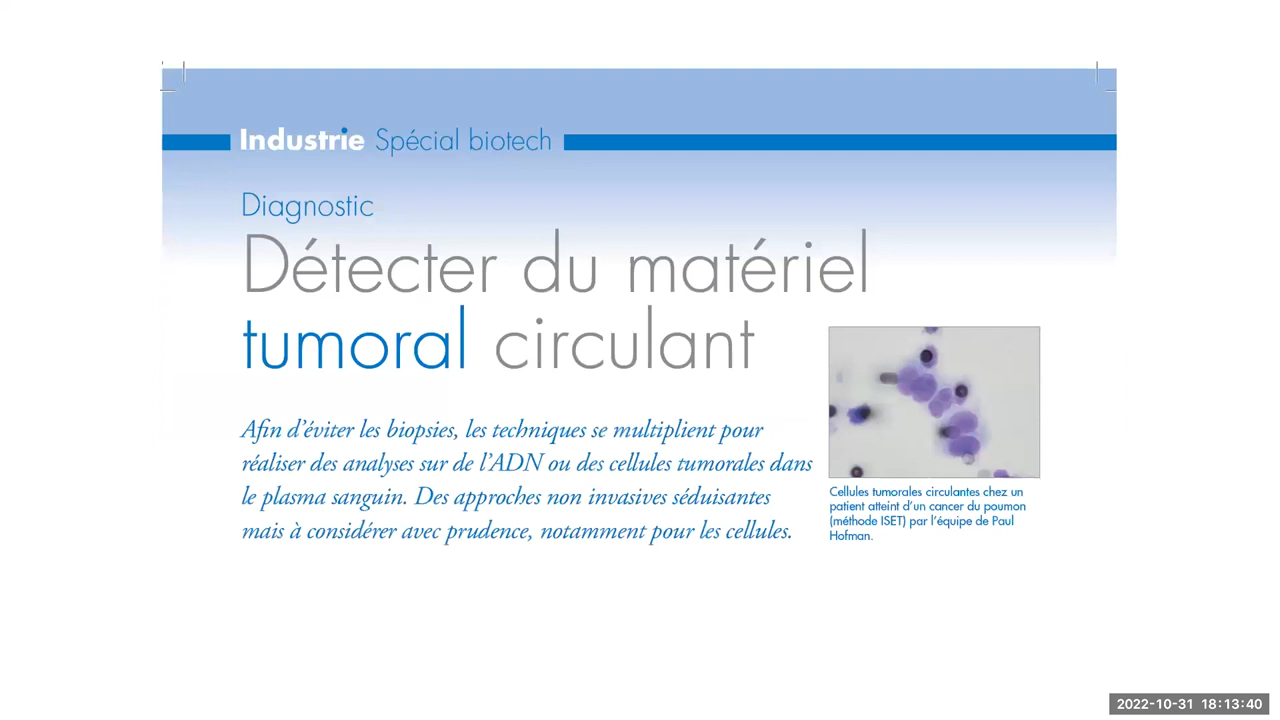 Industrie Spécial biotech
Diagnostic
Détecter du matériel
tumoral circulant
Afin d'éviter les biopsies, les techniques se multiplient pour
réaliser des analyses sur de l'ADN ou des cellules tumorales dans
le plasma sanguin. Des approches non invasives séduisantes
mais à considérer avec prudence, notamment pour les cellules.
Cellules tumorales circulantes chez un
patient atteint d'un cancer du poumon
(méthode ISET) par l'équipe de Paul
Hofman.
2022-10-31 18:13:40